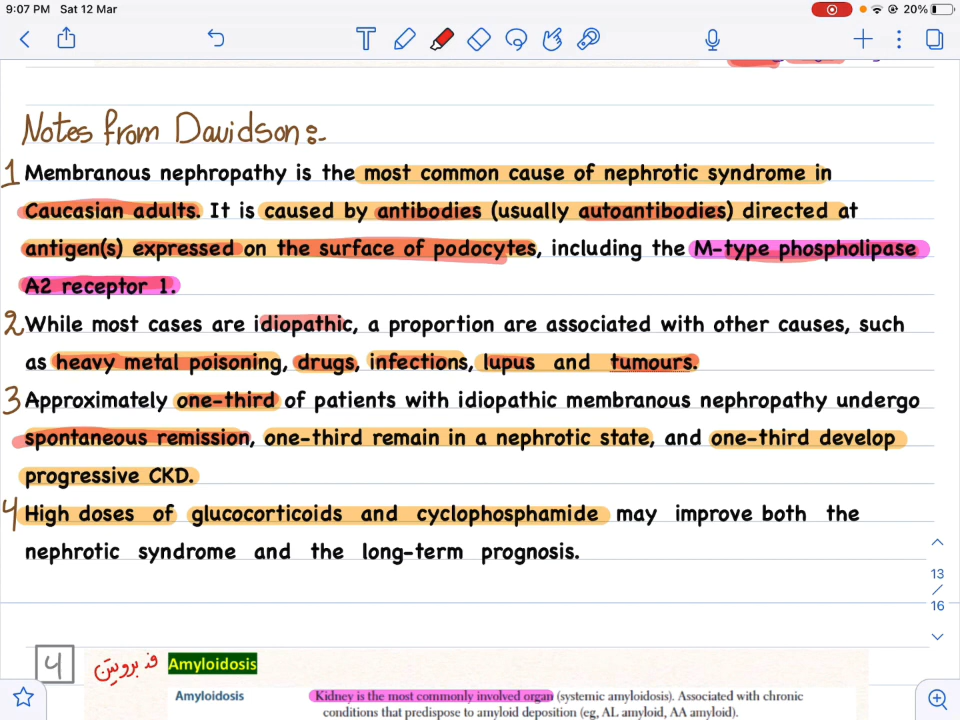 9:07 PM Sat 12 Mar 20%
Notes from Davidson:-
1 Membranous nephropathy is the most common cause of nephrotic syndrome in
Caucasian adults. It is caused by antibodies (usually autoantibodies) directed at
antigen(s) expressed on the surface of podocytes, including the M-type phospholipase
A2 receptor 1.
2 While most cases are idiopathic, a proportion are associated with other causes, such
as heavy metal poisoning, drugs, infections, lupus and tumours.
3 Approximately one-third of patients with idiopathic membranous nephropathy undergo
spontaneous remission, one-third remain in a nephrotic state, and one-third develop
progressive CKD.
4 High doses of glucocorticoids and cyclophosphamide may improve both the
nephrotic syndrome and the long-term prognosis.
13
/
16
4 Amyloidosis
Amyloidosis Kidney is the most commonly involved organ (systemic amyloidosis). Associated with chronic
conditions that predispose to amyloid deposition (eg, AL amyloid, AA amyloid).